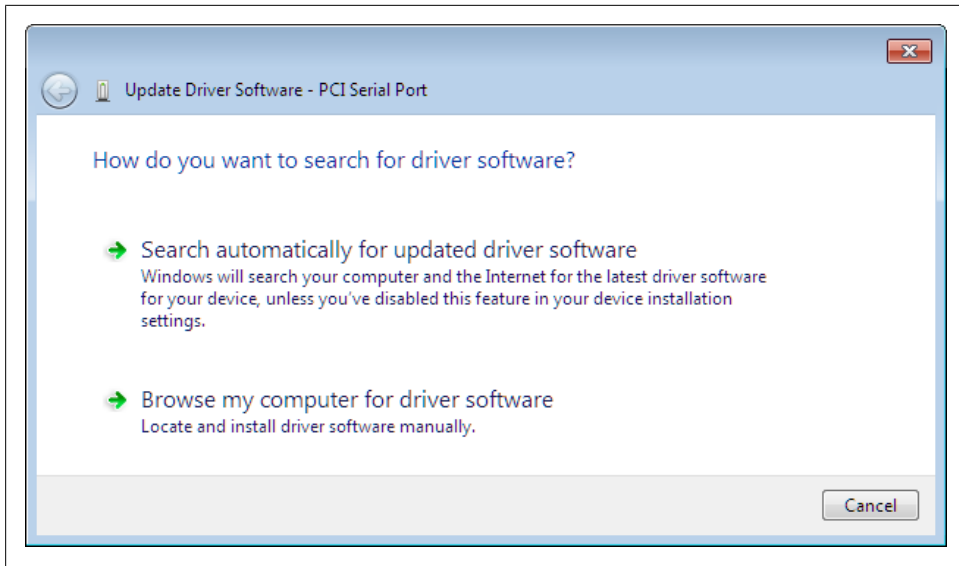 Update Driver Software - PCI Serial Port
How do you want to search for driver software?
Search automatically for updated driver software
Windows will search your computer and the Internet for the latest driver software
for your device, unless you've disabled this feature in your device installation
settings.
Browse my computer for driver software
Locate and install driver software manually.
Cancel